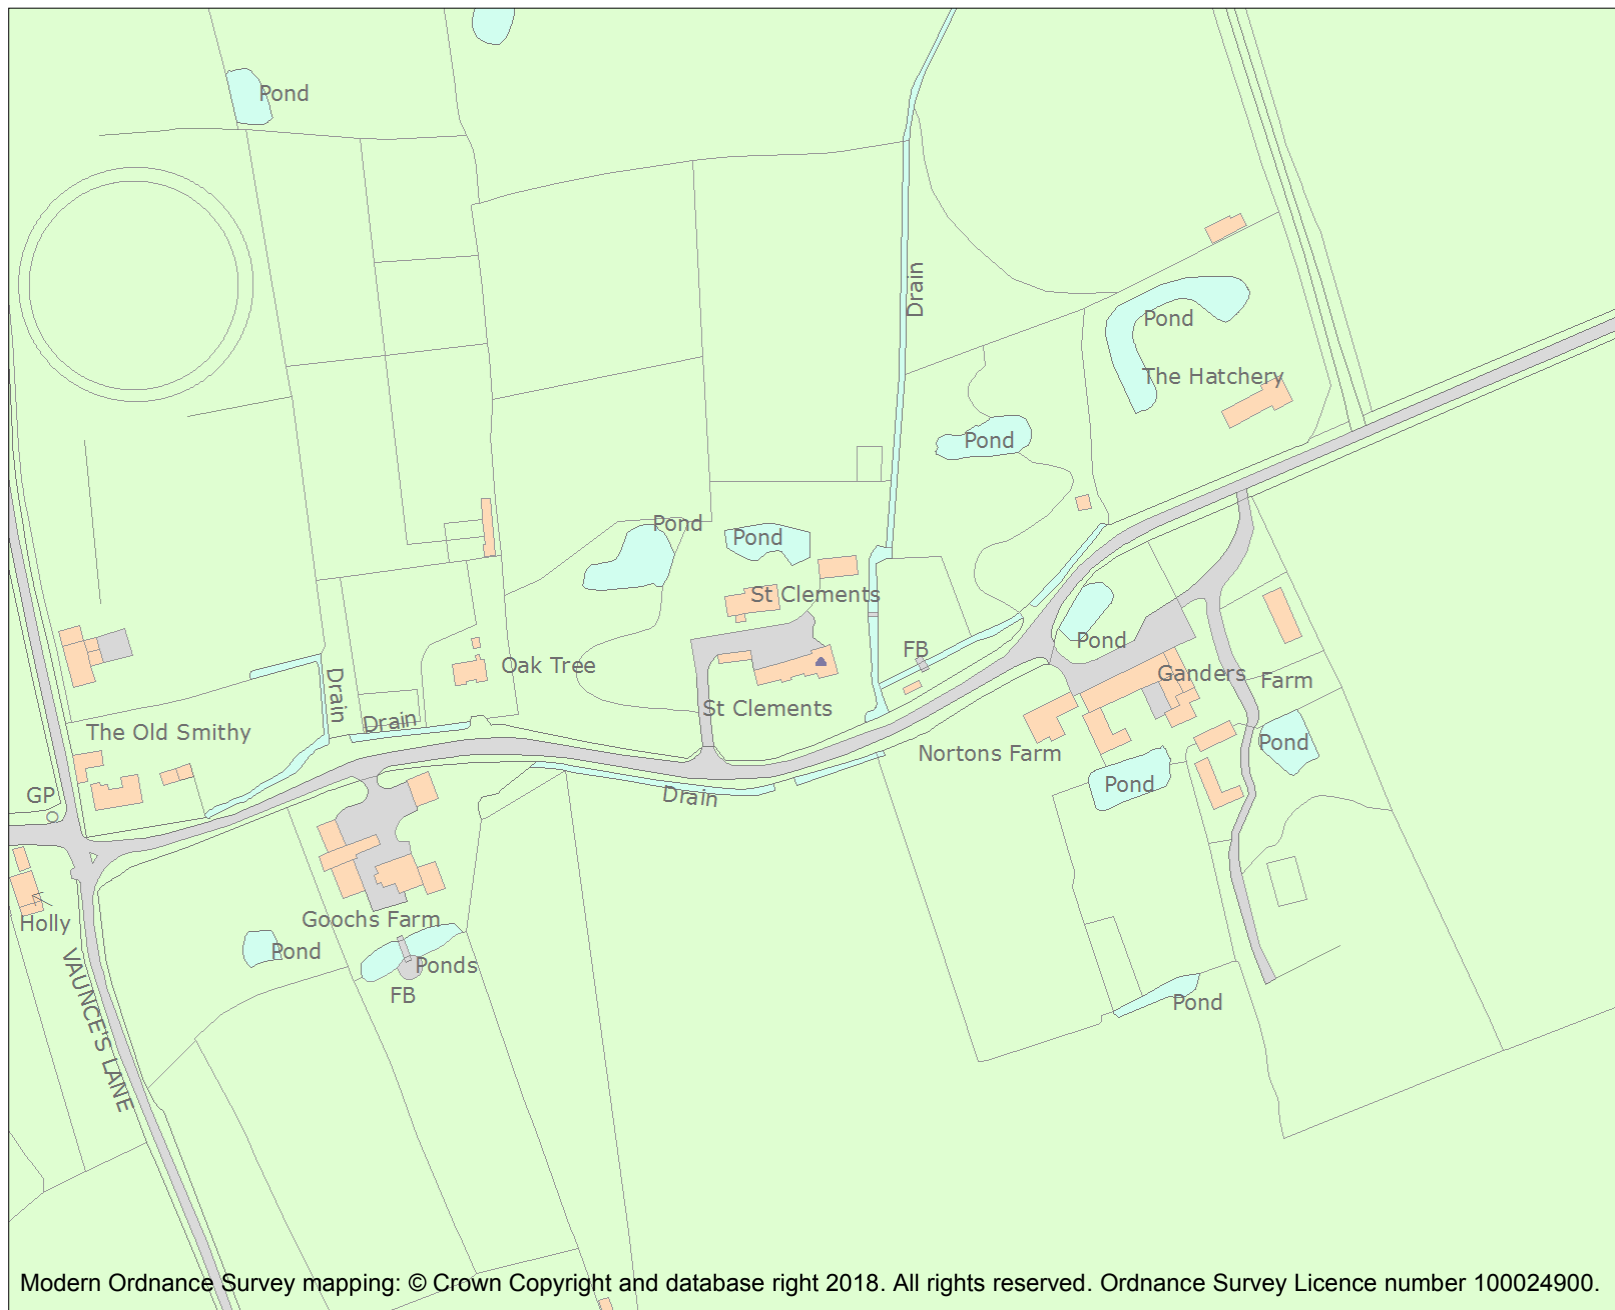 Pond
Drain
Pond
The Hatchery
Pond
Pond
Pond
St Clements
Pond
FB
Oak Tree
Ganders
Farm
Drain
St Clements
Drain
The Old Smithy
Nortons Farm
Pond
Pond
GP
Drain
Holly
Goochs Farm
Pond
Ponds
FB
Pond
VAUNCE'S LANE
Modern Ordnance Survey mapping: © Crown Copyright and database right 2018. All rights reserved. Ordnance Survey Licence number 100024900.